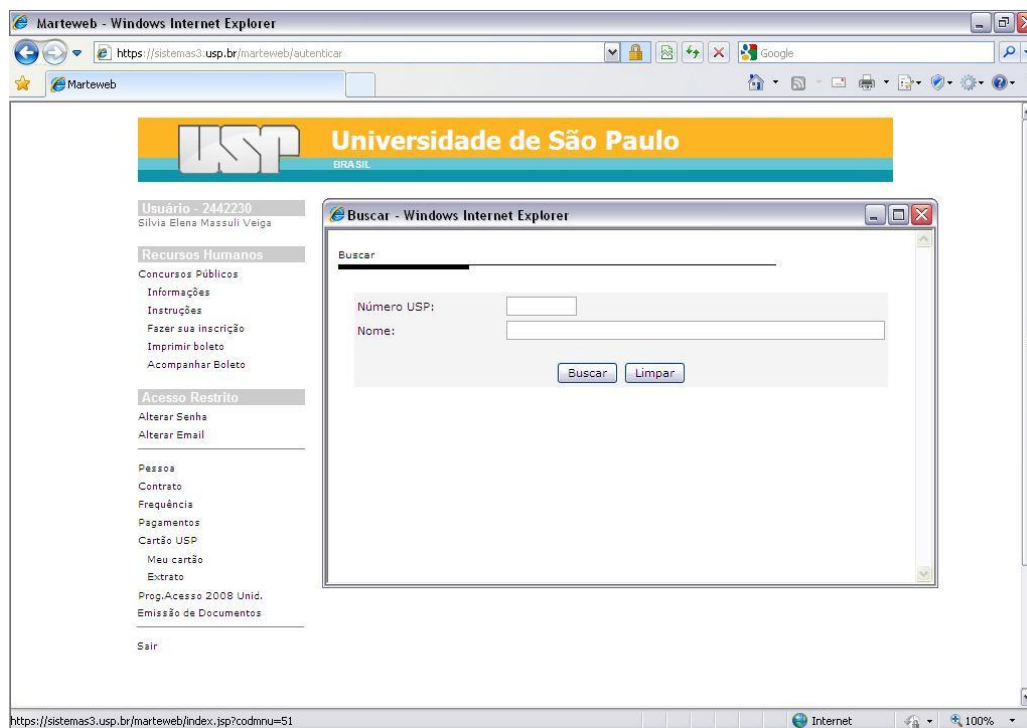 Marteweb - Windows Internet Explorer
https://sistemas3.usp.br/marteweb/autenticar
Google
Marteweb
USP
Universidade de São Paulo
BRASIL
Usuário - 2442230
Silvia Elena Massuli Veiga
Recursos Humanos
Concursos Públicos
Informações
Instruções
Fazer sua inscrição
Imprimir boleto
Acompanhar Boleto
Acesso Restrito
Alterar Senha
Alterar Email
Pessoa
Contrato
Frequência
Pagamentos
Cartão USP
Meu cartão
Extrato
Prog.Acesso 2008 Unid.
Emissão de Documentos
Sair
Buscar - Windows Internet Explorer
Buscar
Número USP:
Nome:
Buscar Limpar
https://sistemas3.usp.br/marteweb/index.jsp?codmnu=51
Internet
100%